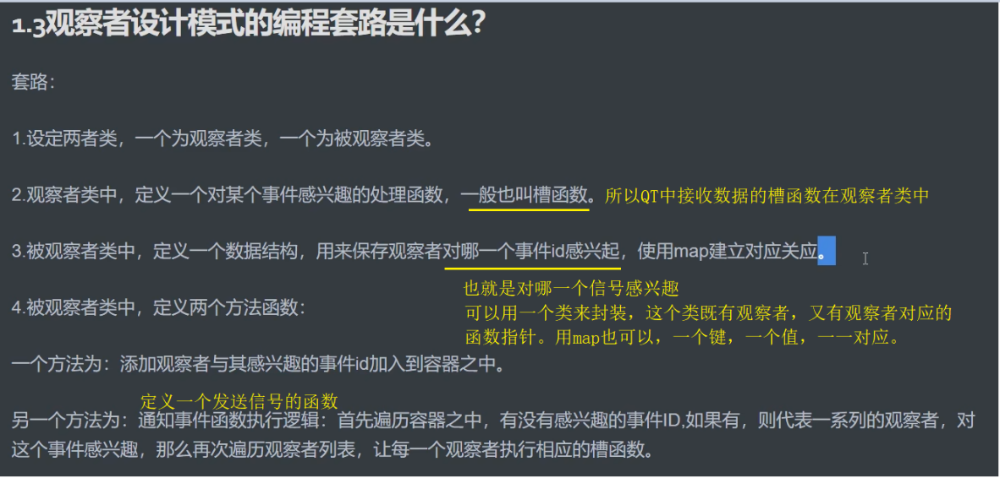 1.3观察者设计模式的编程套路是什么？
套路：
1.设定两者类，一个为观察者类，一个为被观察者类。
2.观察者类中，定义一个对某个事件感兴趣的处理函数，一般也叫槽函数。所以QT中接收数据的槽函数在观察者类中
3.被观察者类中，定义一个数据结构，用来保存观察者对哪一个事件id感兴起，使用map建立对应关应。
也就是对哪一个信号感兴趣
可以用一个类来封装，这个类既有观察者，又有观察者对应的
函数指针。用map也可以，一个键，一个值，一一对应。
4.被观察者类中，定义两个方法函数：
一个方法为：添加观察者与其感兴趣的事件id加入到容器之中。
定义一个发送信号的函数
另一个方法为：通知事件函数执行逻辑：首先遍历容器之中，有没有感兴趣的事件ID,如果有，则代表一系列的观察者，对
这个事件感兴趣，那么再次遍历观察者列表，让每一个观察者执行相应的槽函数。